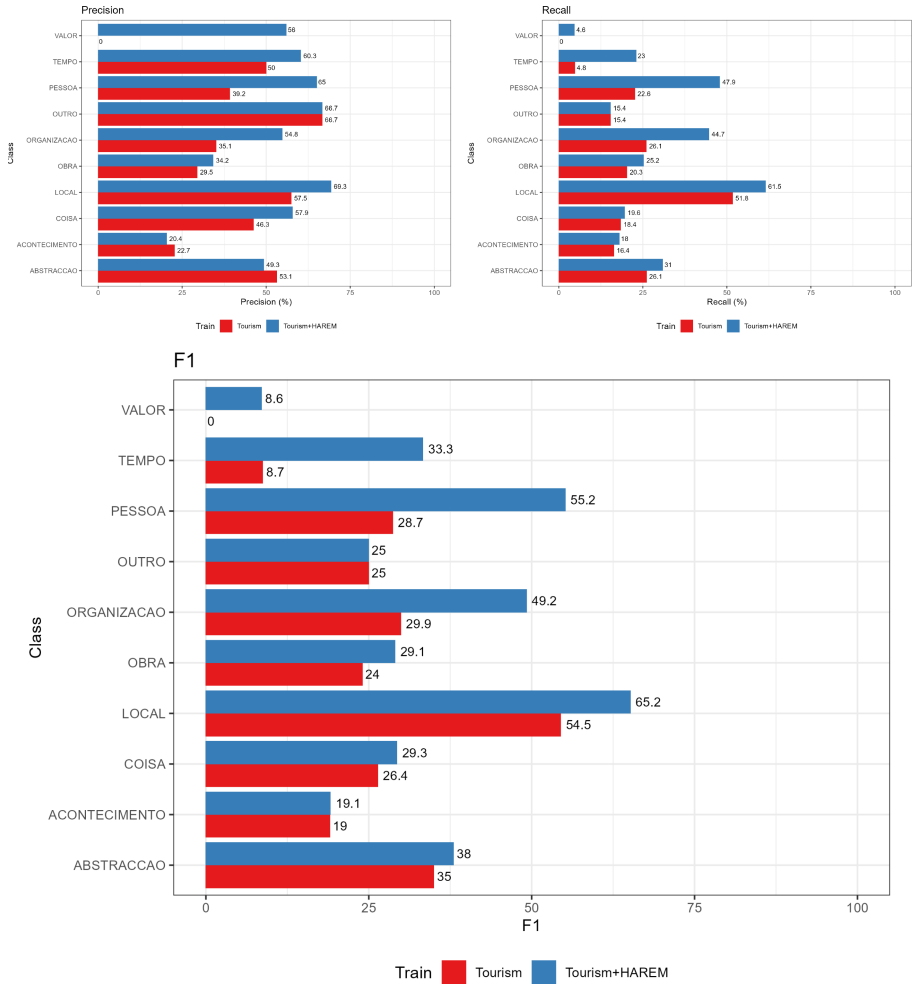 Precision
VALOR
56
0
TEMPO
60.3
50
PESSOA
65
39.2
OUTRO
66.7
66.7
ORGANIZACAO
54.8
35.1
OBRA
34.2
29.5
LOCAL
69.3
57.5
COISA
57.9
46.3
ACONTECIMENTO
20.4
22.7
ABSTRACCAO
49.3
53.1
Class
0 25 50 75 100
Precision (%)
Train Tourism Tourism+HAREM
Recall
VALOR
4.6
0
TEMPO
23
4.8
PESSOA
47.9
22.6
OUTRO
15.4
15.4
ORGANIZACAO
44.7
26.1
OBRA
25.2
20.3
LOCAL
61.5
51.8
COISA
19.6
18.4
ACONTECIMENTO
18
16.4
ABSTRACCAO
31
26.1
Class
0 25 50 75 100
Recall (%)
Train Tourism Tourism+HAREM
F1
VALOR
8.6
0
TEMPO
33.3
8.7
PESSOA
55.2
28.7
OUTRO
25
25
ORGANIZACAO
49.2
29.9
OBRA
29.1
24
LOCAL
65.2
54.5
COISA
29.3
26.4
ACONTECIMENTO
19.1
19
ABSTRACCAO
38
35
Class
0 25 50 75 100
F1
Train Tourism Tourism+HAREM